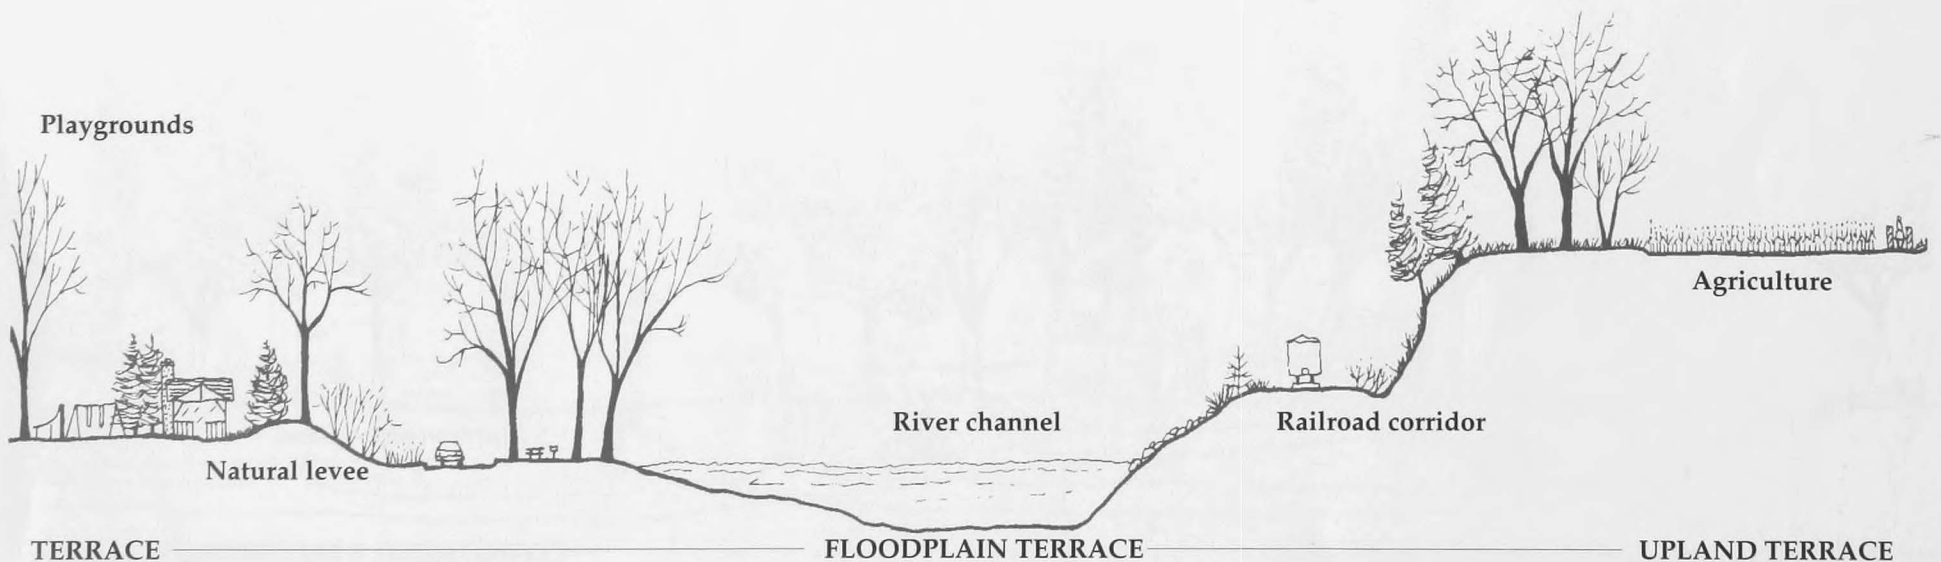 Playgrounds
Agriculture
River channel
Railroad corridor
Natural levee
TERRACE
FLOODPLAIN TERRACE
UPLAND TERRACE